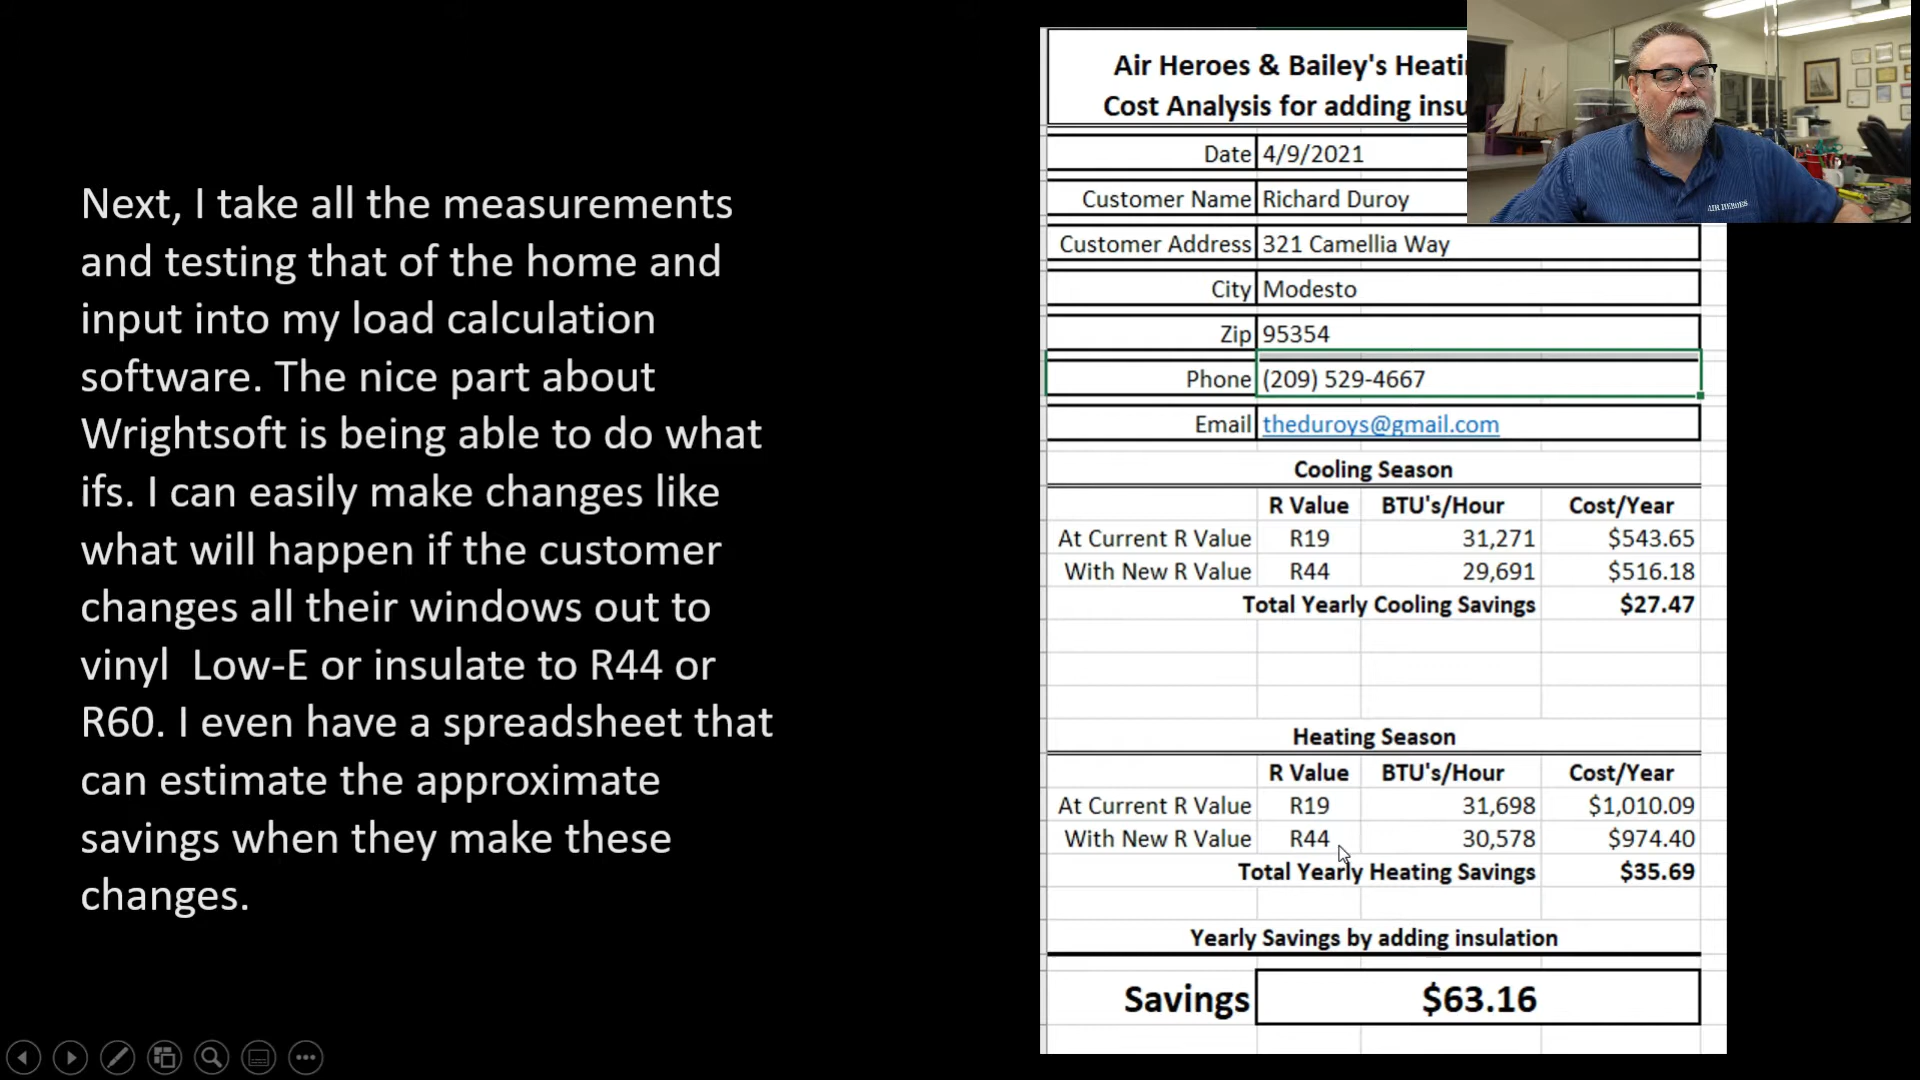 Next, I take all the measurements
and testing that of the home and
input into my load calculation
software. The nice part about
Wrightsoft is being able to do what
ifs. I can easily make changes like
what will happen if the customer
changes all their windows out to
vinyl  Low-E or insulate to R44 or
R60. I even have a spreadsheet that
can estimate the approximate
savings when they make these
changes.
Air Heroes & Bailey's Heati
Cost Analysis for adding insu
Date 4/9/2021
Customer Name Richard Duroy
Customer Address 321 Camellia Way
City Modesto
Zip 95354
Phone (209) 529-4667
Email theduroys@gmail.com
Cooling Season
R Value BTU's/Hour Cost/Year
At Current R Value R19 31,271 $543.65
With New R Value R44 29,691 $516.18
Total Yearly Cooling Savings $27.47
Heating Season
R Value BTU's/Hour Cost/Year
At Current R Value R19 31,698 $1,010.09
With New R Value R44 30,578 $974.40
Total Yearly Heating Savings $35.69
Yearly Savings by adding insulation
Savings $63.16
AIR HEROES